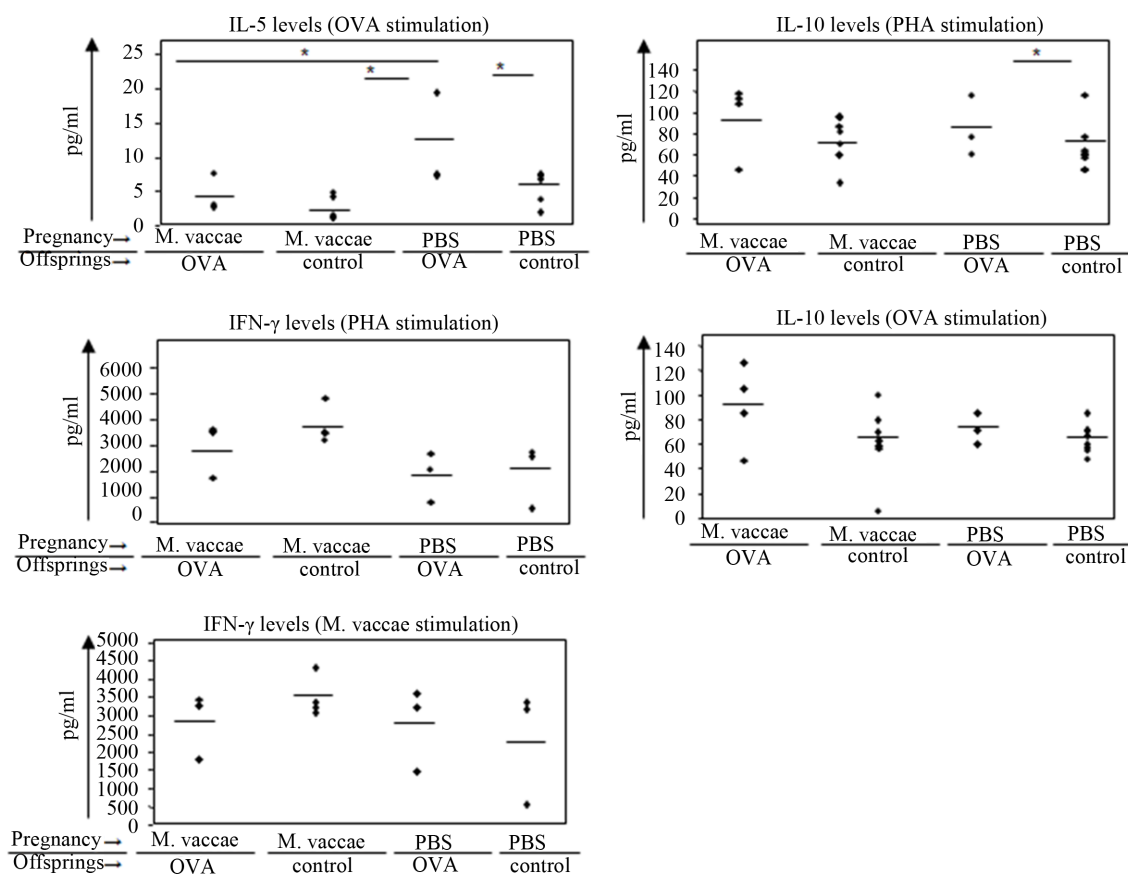 IL-5 levels (OVA stimulation)
*
*
*
25
20
15
10
5
0
pg/ml
Pregnancy→ M. vaccae M. vaccae PBS PBS
Offsprings→ OVA control OVA control
IL-10 levels (PHA stimulation)
*
140
120
100
80
60
40
20
0
pg/ml
M. vaccae M. vaccae PBS PBS
OVA control OVA control
IFN-γ levels (PHA stimulation)
6000
5000
4000
3000
2000
1000
0
pg/ml
Pregnancy→ M. vaccae M. vaccae PBS PBS
Offsprings→ OVA control OVA control
IL-10 levels (OVA stimulation)
140
120
100
80
60
40
20
0
pg/ml
M. vaccae M. vaccae PBS PBS
OVA control OVA control
IFN-γ levels (M. vaccae stimulation)
5000
4500
4000
3500
3000
2500
2000
1500
1000
500
0
pg/ml
Pregnancy→ M. vaccae M. vaccae PBS PBS
Offsprings→ OVA control OVA control